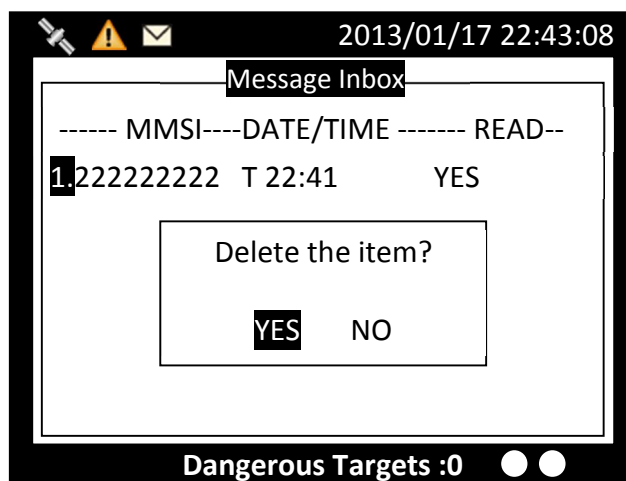 2013/01/17 22:43:08
Message Inbox
------ MMSI----DATE/TIME ------- READ--
1.222222222 T 22:41 YES
Delete the item?
YES NO
Dangerous Targets :0